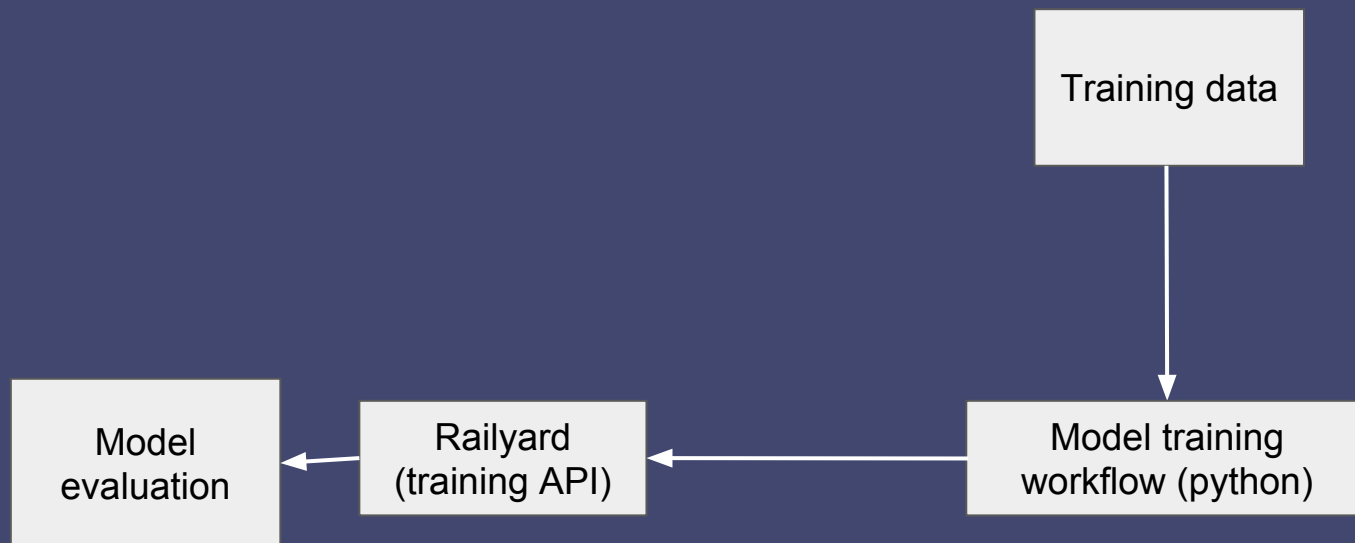 Training data
Model
evaluation
Railyard
(training API)
Model training
workflow (python)